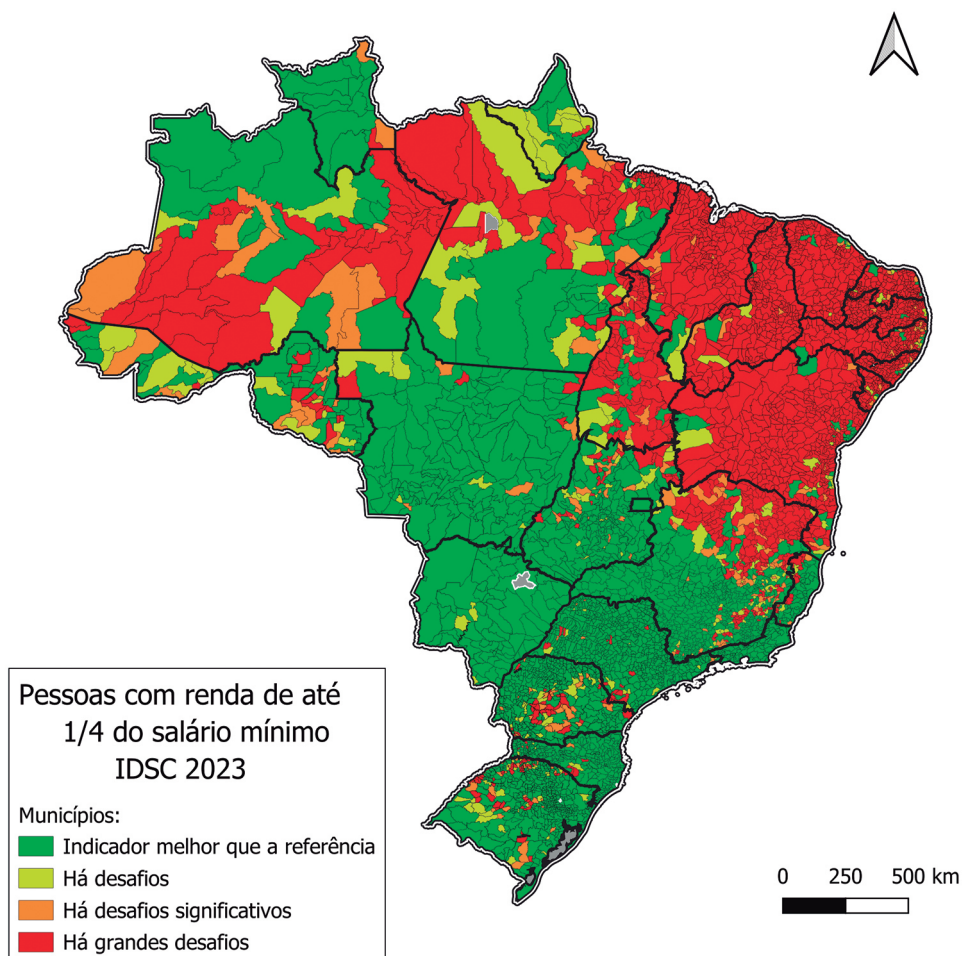 Pessoas com renda de até
1/4 do salário mínimo
IDSC 2023
Municípios:
Indicador melhor que a referência
Há desafios
Há desafios significativos
Há grandes desafios
0 250 500 km